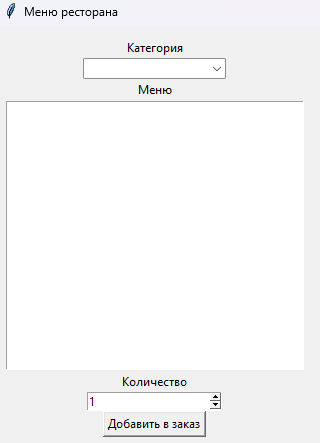 Меню ресторана
Категория
Меню
Количество
1
Добавить в заказ